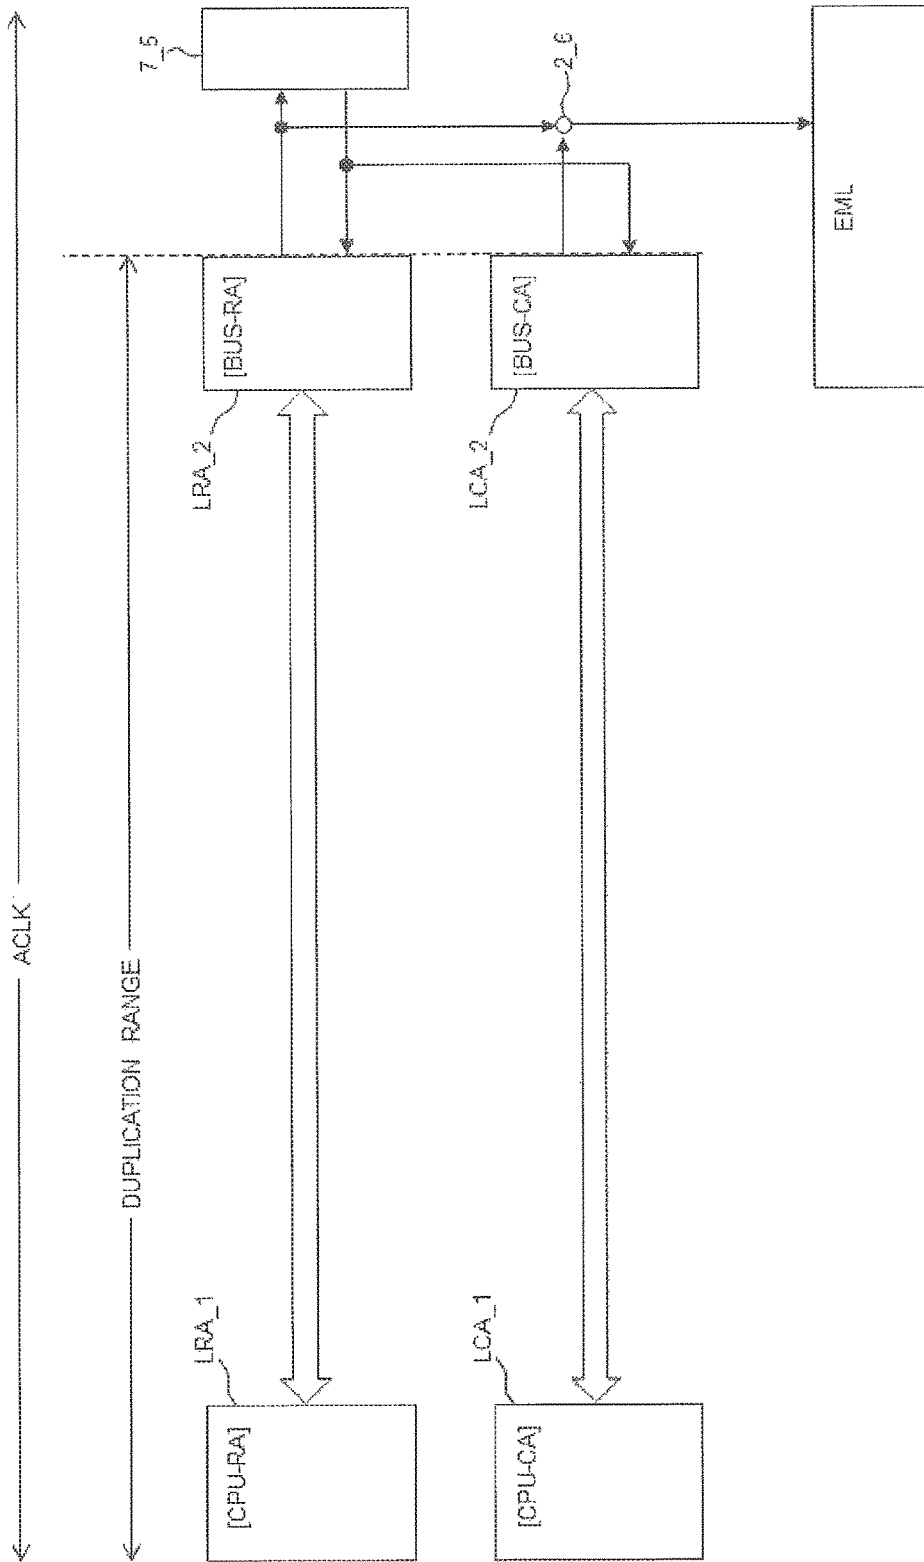 ACLK
DUPLICATION RANGE
[CPU-RA]
LRA_1
LRA_2
[BUS-RA]
7_5
[CPU-CA]
LCA_1
LCA_2
[BUS-CA]
2_6
EML